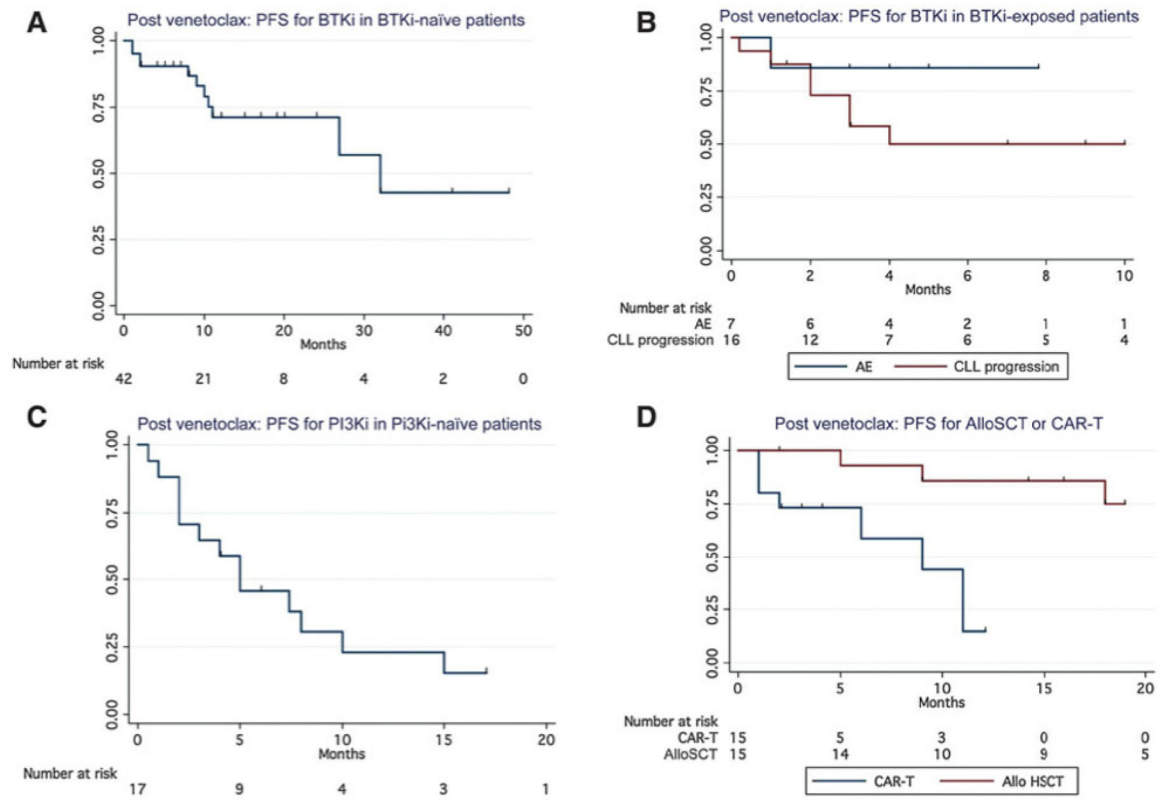 A
Post venetoclax: PFS for BTKi in BTKi-naïve patients
1.00
0.75
0.50
0.25
0.00
0 10 20 30 40 50
Months
Number at risk
42 21 8 4 2 0
B
Post venetoclax: PFS for BTKi in BTKi-exposed patients
1.00
0.75
0.50
0.25
0.00
0 2 4 6 8 10
Months
Number at risk
AE 7 6 4 2 1 1
CLL progression 16 12 7 6 5 4
AE CLL progression
C
Post venetoclax: PFS for PI3Ki in Pi3Ki-naïve patients
1.00
0.75
0.50
0.25
0.00
0 5 10 15 20
Months
Number at risk
17 9 4 3 1
D
Post venetoclax: PFS for AlloSCT or CAR-T
1.00
0.75
0.50
0.25
0.00
0 5 10 15 20
Months
Number at risk
CAR-T 15 5 3 0 0
AlloSCT 15 14 10 9 5
CAR-T Allo HSCT